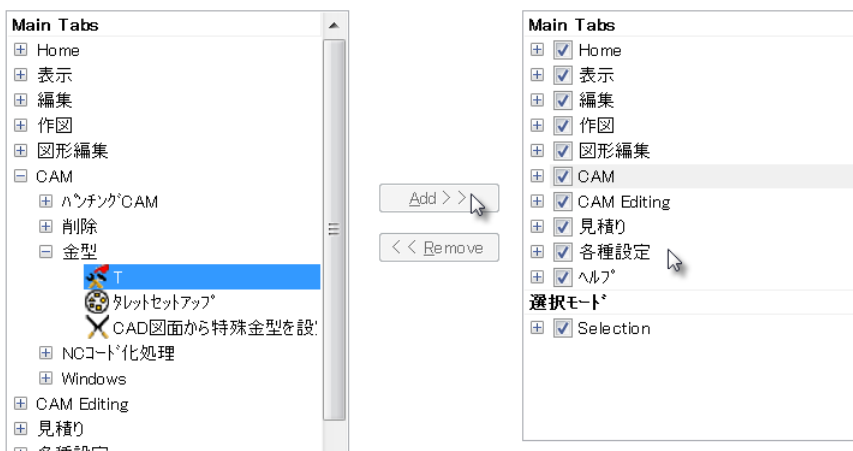 Main Tabs
Home
表示
編集
作図
図形編集
CAM
ﾊﾟﾝﾁﾝｸﾞCAM
削除
金型
T
ﾀﾚｯﾄｾｯﾄｱｯﾌﾟ
CAD図面から特殊金型を設
NCｺｰﾄﾞ化処理
Windows
CAM Editing
見積り
各種設定
Add > >
< < Remove
Main Tabs
Home
表示
編集
作図
図形編集
CAM
CAM Editing
見積り
各種設定
ﾍﾙﾌﾟ
選択ﾓｰﾄﾞ
Selection